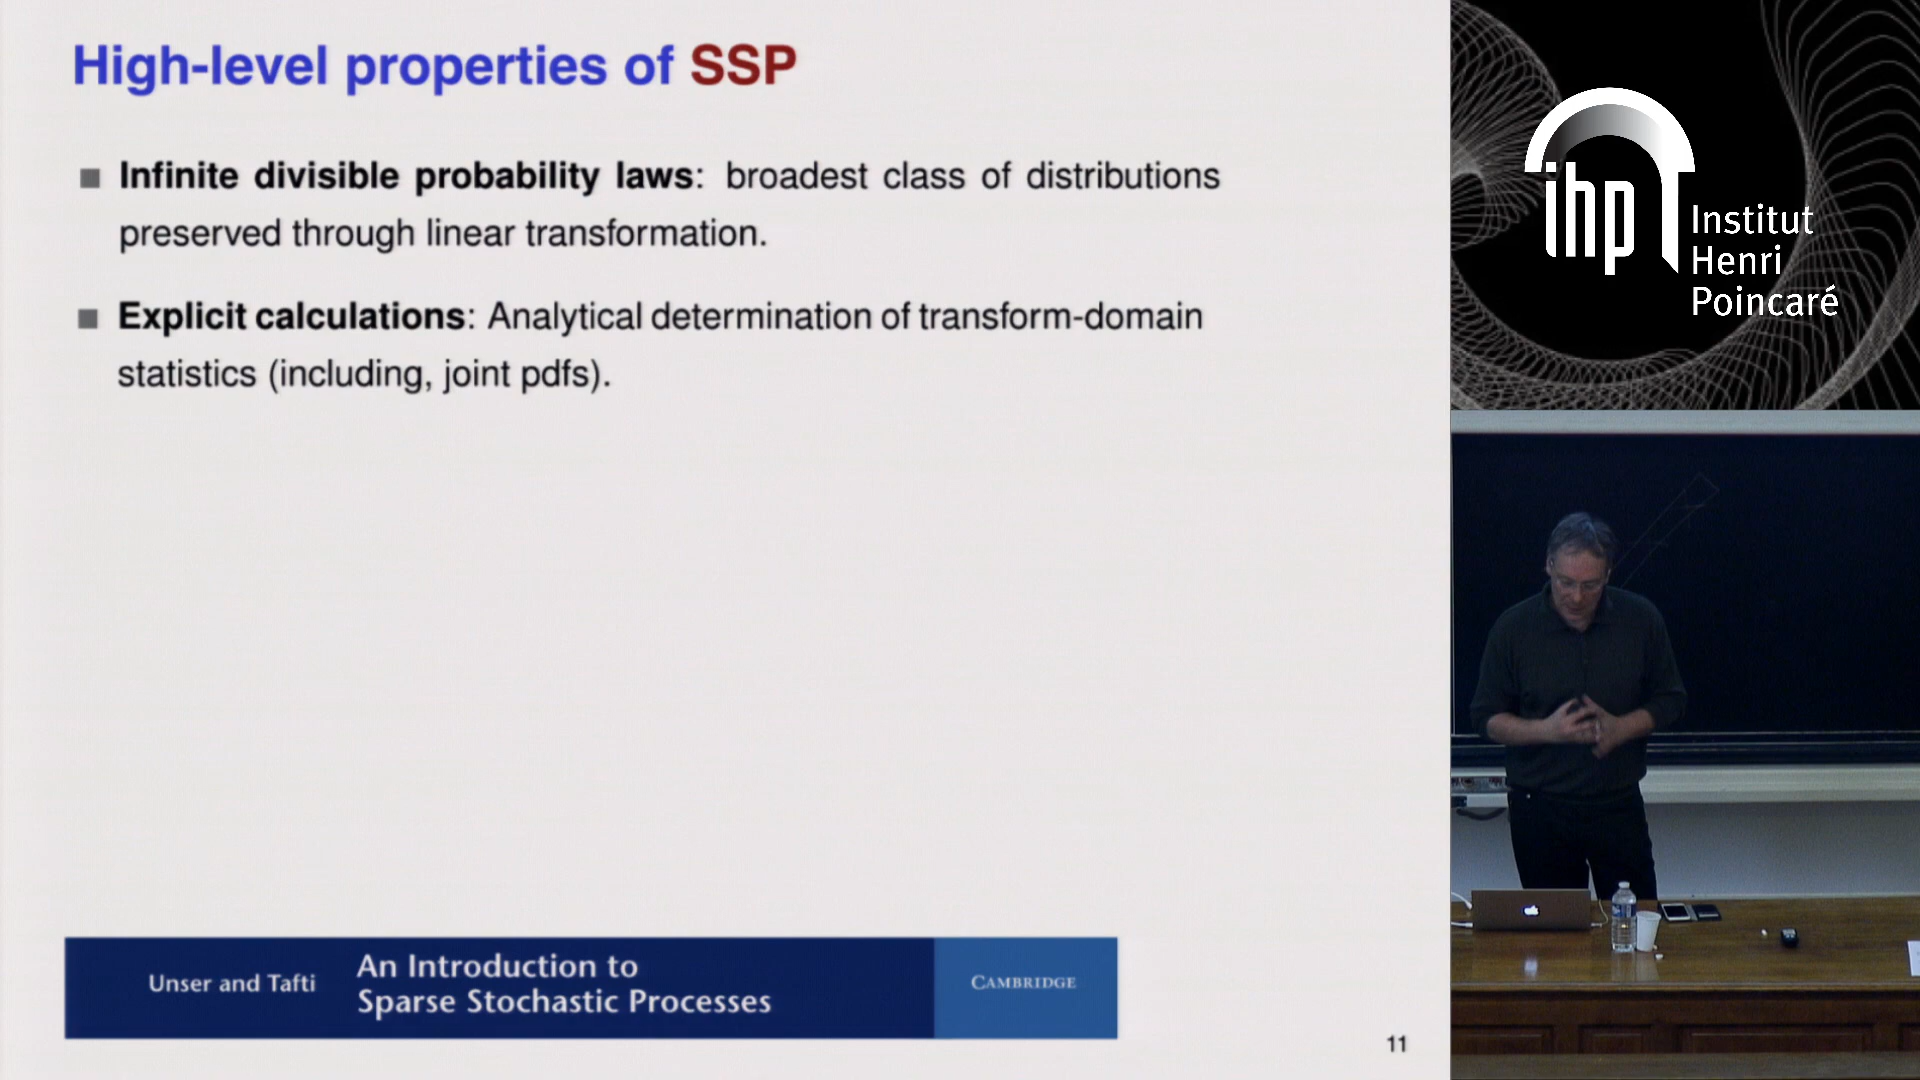 High-level properties of SSP
Infinite divisible probability laws: broadest class of distributions
preserved through linear transformation.
Explicit calculations: Analytical determination of transform-domain
statistics (including, joint pdfs).
Unser and Tafti
An Introduction to
Sparse Stochastic Processes
CAMBRIDGE
11
ihp
Institut
Henri
Poincaré